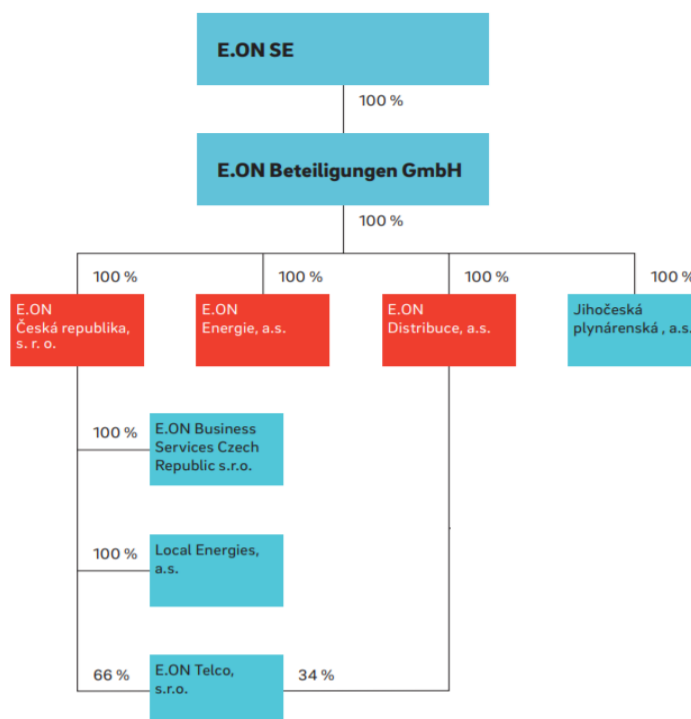 E.ON SE
100 %
E.ON Beteiligungen GmbH
100 %
100 %
100 %
100 %
100 %
E.ON
Česká republika,
s. r. o.
E.ON
Energie, a.s.
E.ON
Distribuce, a.s.
Jihočeská
plynárenská , a.s.
100 %
E.ON Business
Services Czech
Republic s.r.o.
100 %
Local Energies,
a.s.
66 %
E.ON Telco,
s.r.o.
34 %